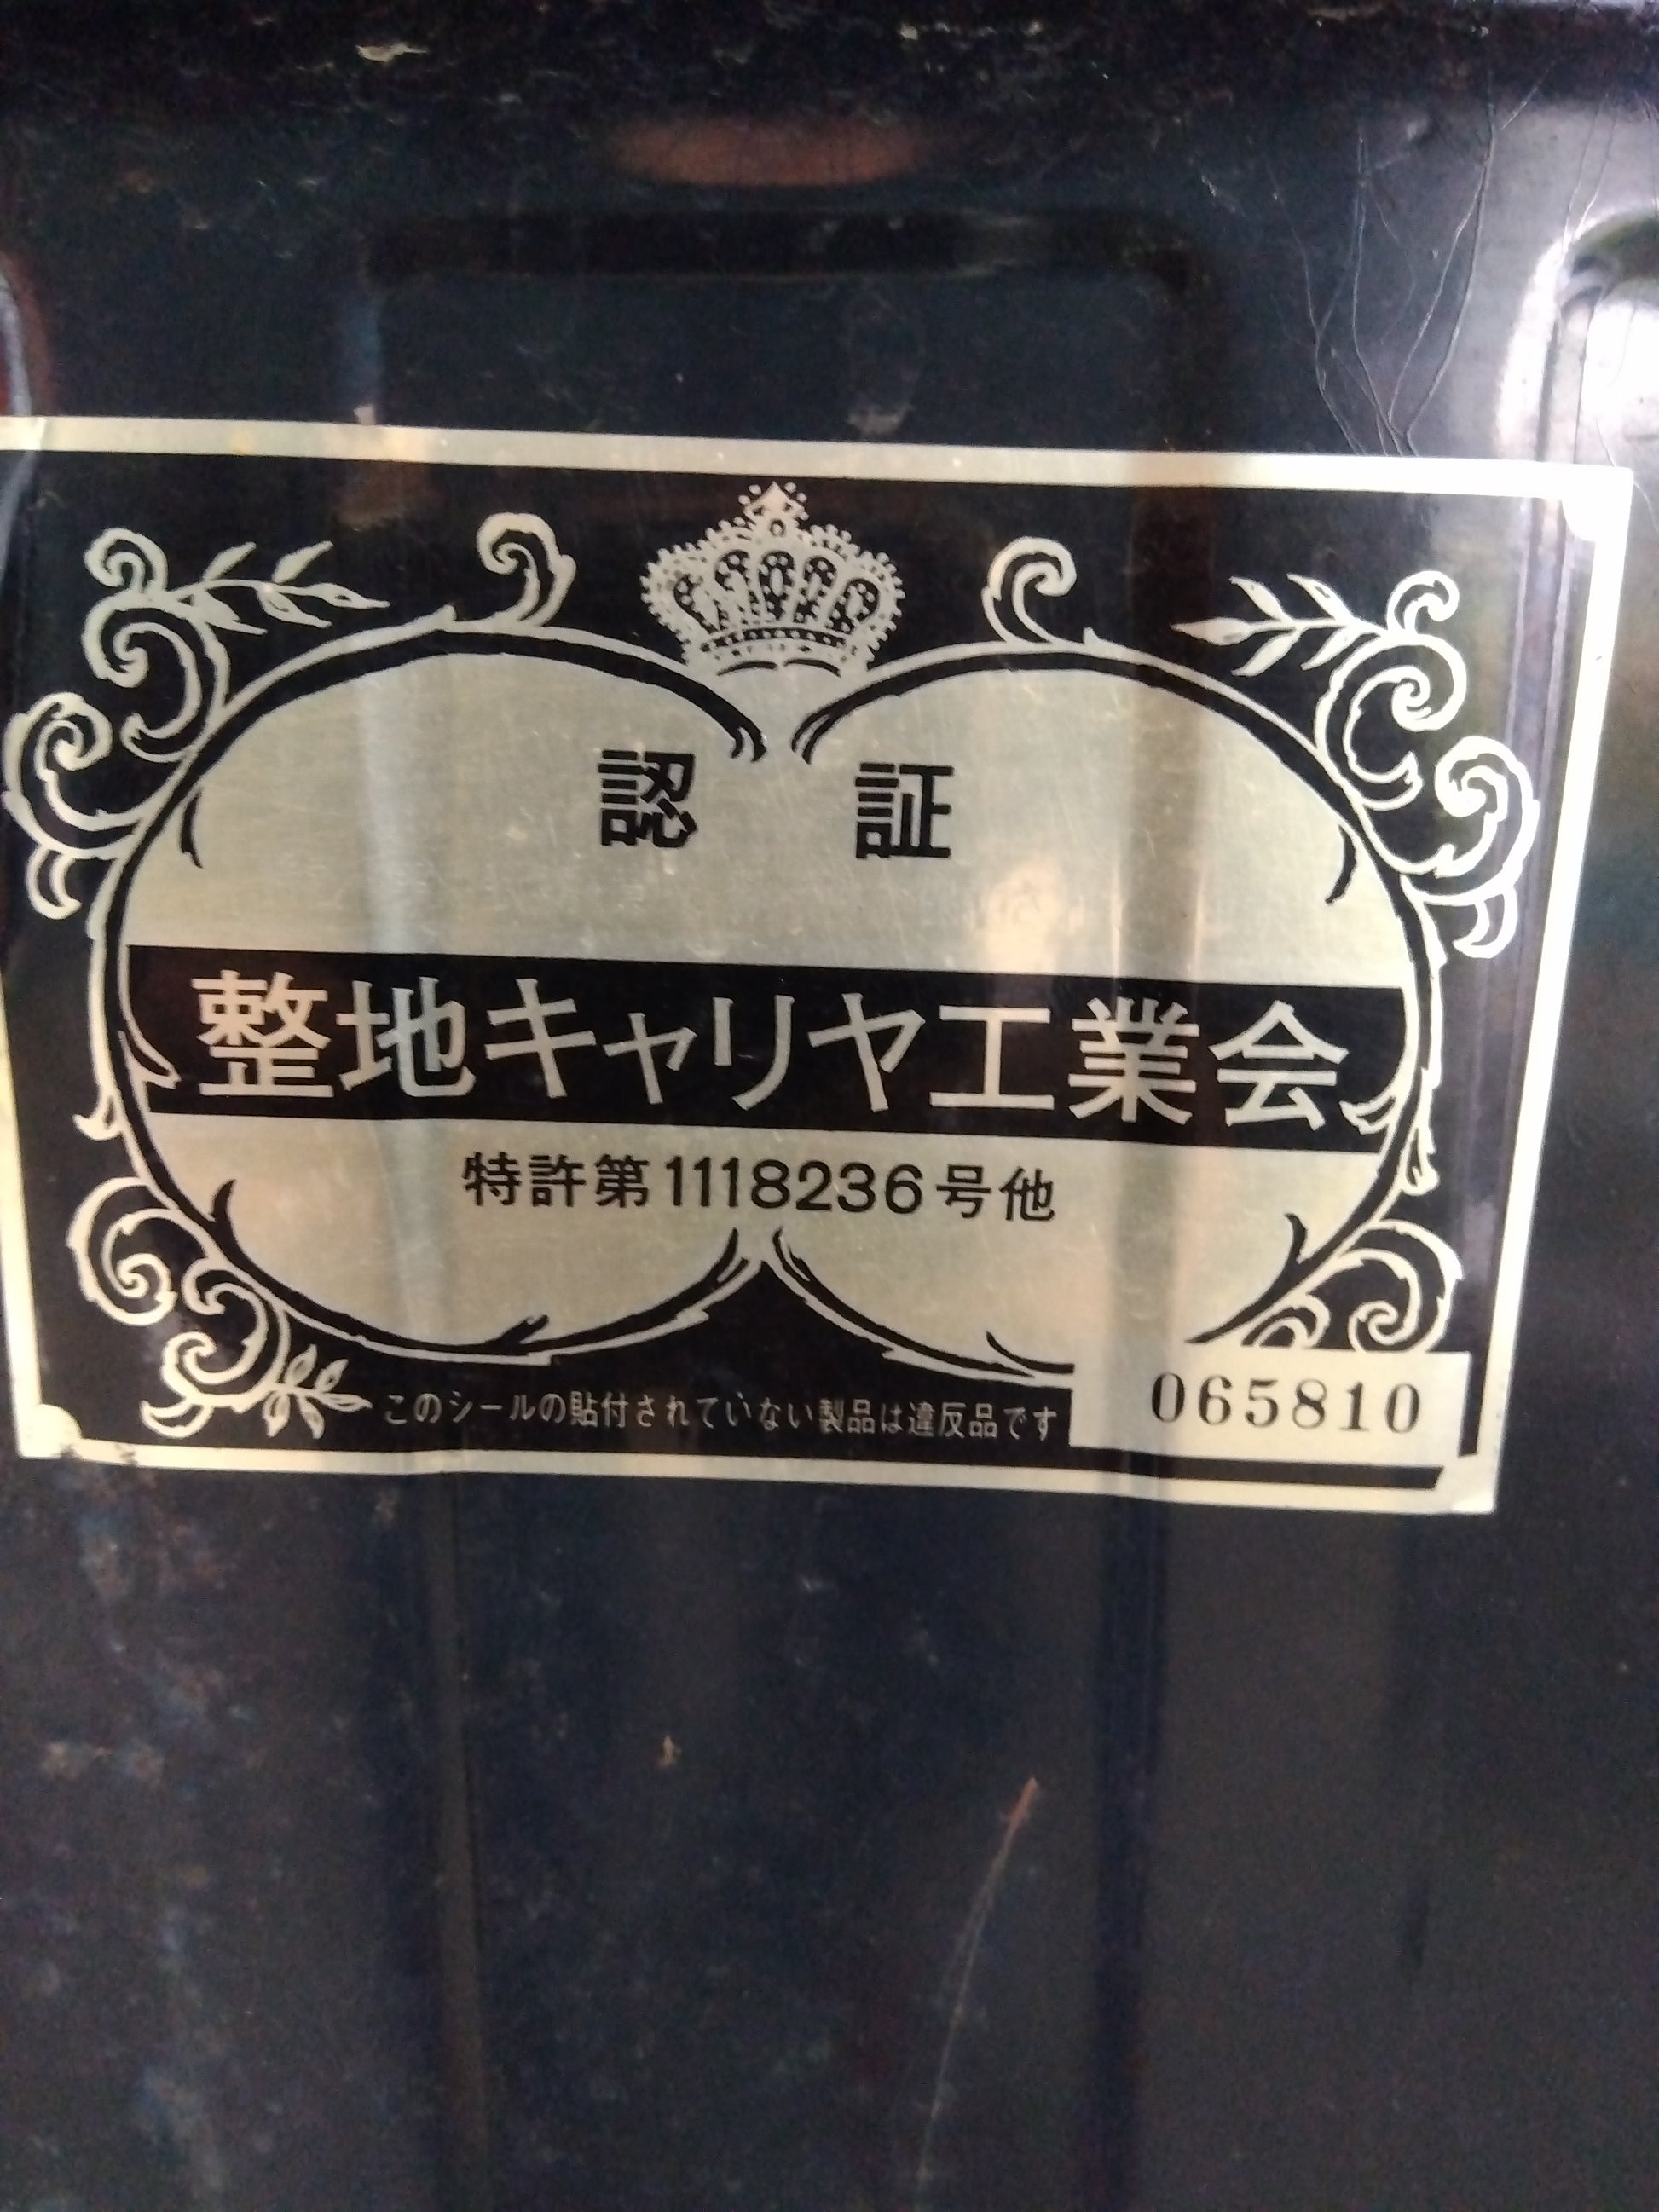 認 証
整地キャリヤ工業会
特許第1118236号他
このシールの貼付されていない製品は違反品です
065810